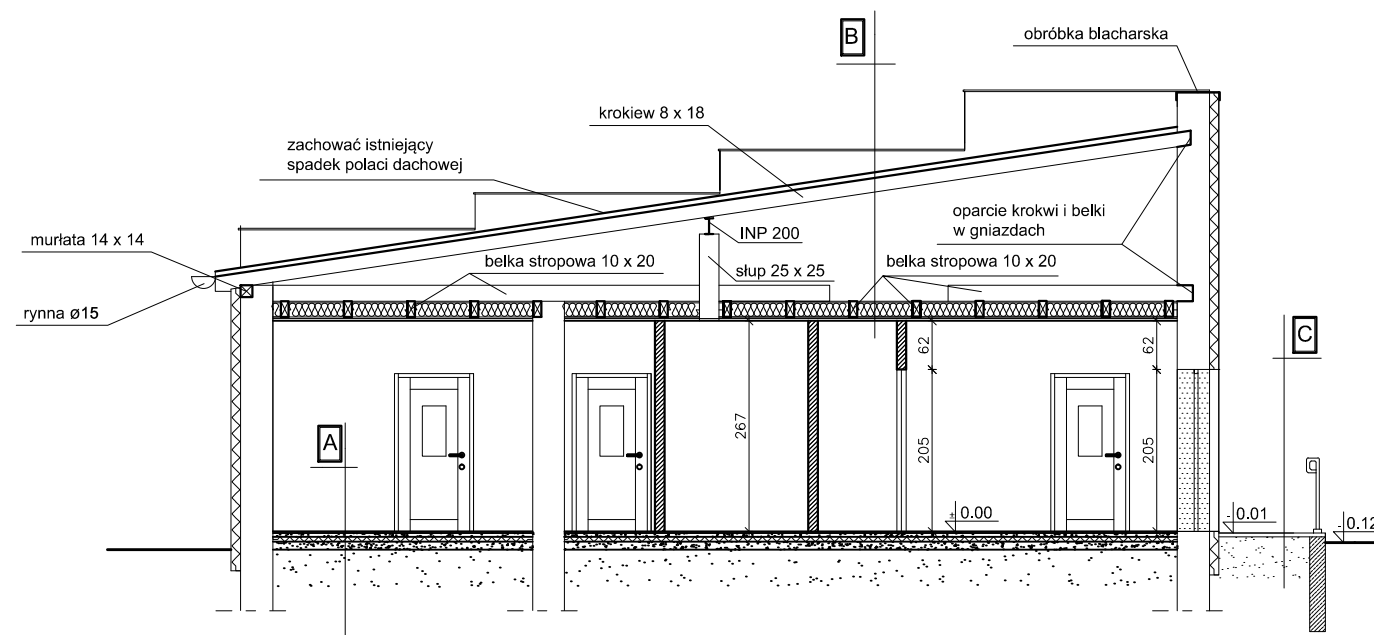 B
obróbka blacharska
krokiew 8 x 18
zachować istniejący
spadek polaci dachowej
oparcie krokwi i belki
w gniazdach
murłata 14 x 14
INP 200
belka stropowa 10 x 20
słup 25 x 25
belka stropowa 10 x 20
rynna ø15
C
62
62
A
267
205
205
± 0.00
- 0.01
- 0.12